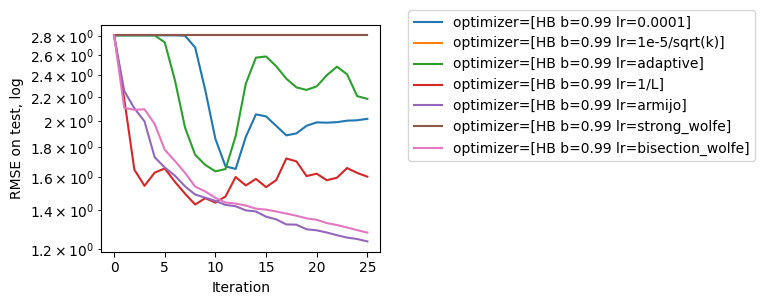 optimizer=[HB b=0.99 lr=0.0001]
optimizer=[HB b=0.99 lr=1e-5/sqrt(k)]
optimizer=[HB b=0.99 lr=adaptive]
optimizer=[HB b=0.99 lr=1/L]
optimizer=[HB b=0.99 lr=armijo]
optimizer=[HB b=0.99 lr=strong_wolfe]
optimizer=[HB b=0.99 lr=bisection_wolfe]
RMSE on test, log
2.8 × 10⁰
2.6 × 10⁰
2.4 × 10⁰
2.2 × 10⁰
2 × 10⁰
1.8 × 10⁰
1.6 × 10⁰
1.4 × 10⁰
1.2 × 10⁰
0 5 10 15 20 25
Iteration